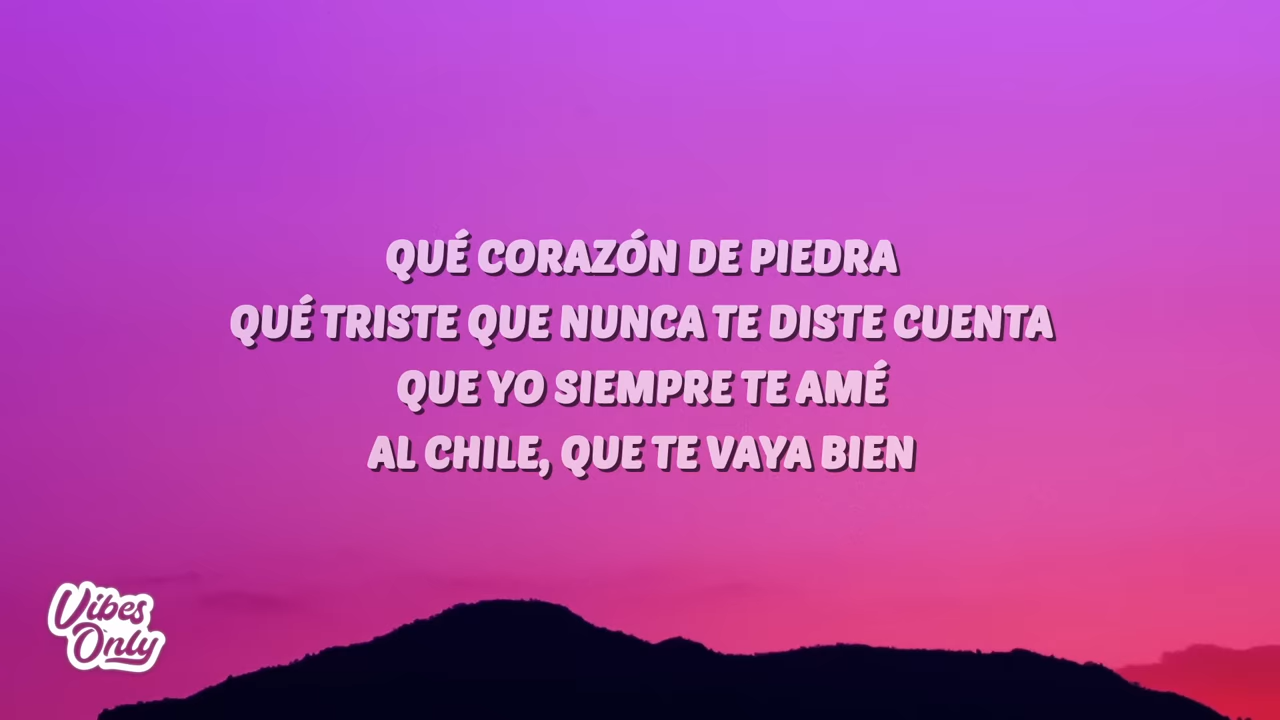 QUÉ CORAZÓN DE PIEDRA
QUÉ TRISTE QUE NUNCA TE DISTE CUENTA
QUE YO SIEMPRE TE AMÉ
AL CHILE, QUE TE VAYA BIEN
Vibes
Only